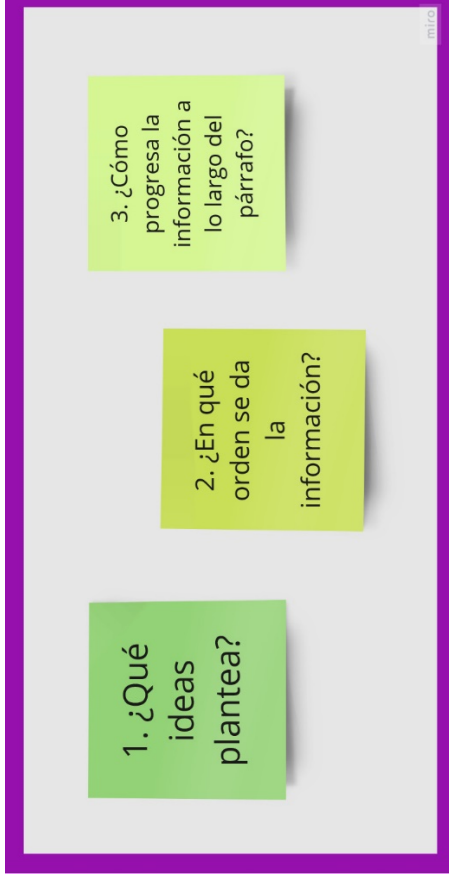 1. ¿Qué
ideas
plantea?
2. ¿En qué
orden se da
la
información?
3. ¿Cómo
progresa la
información a
lo largo del
párrafo?
miro